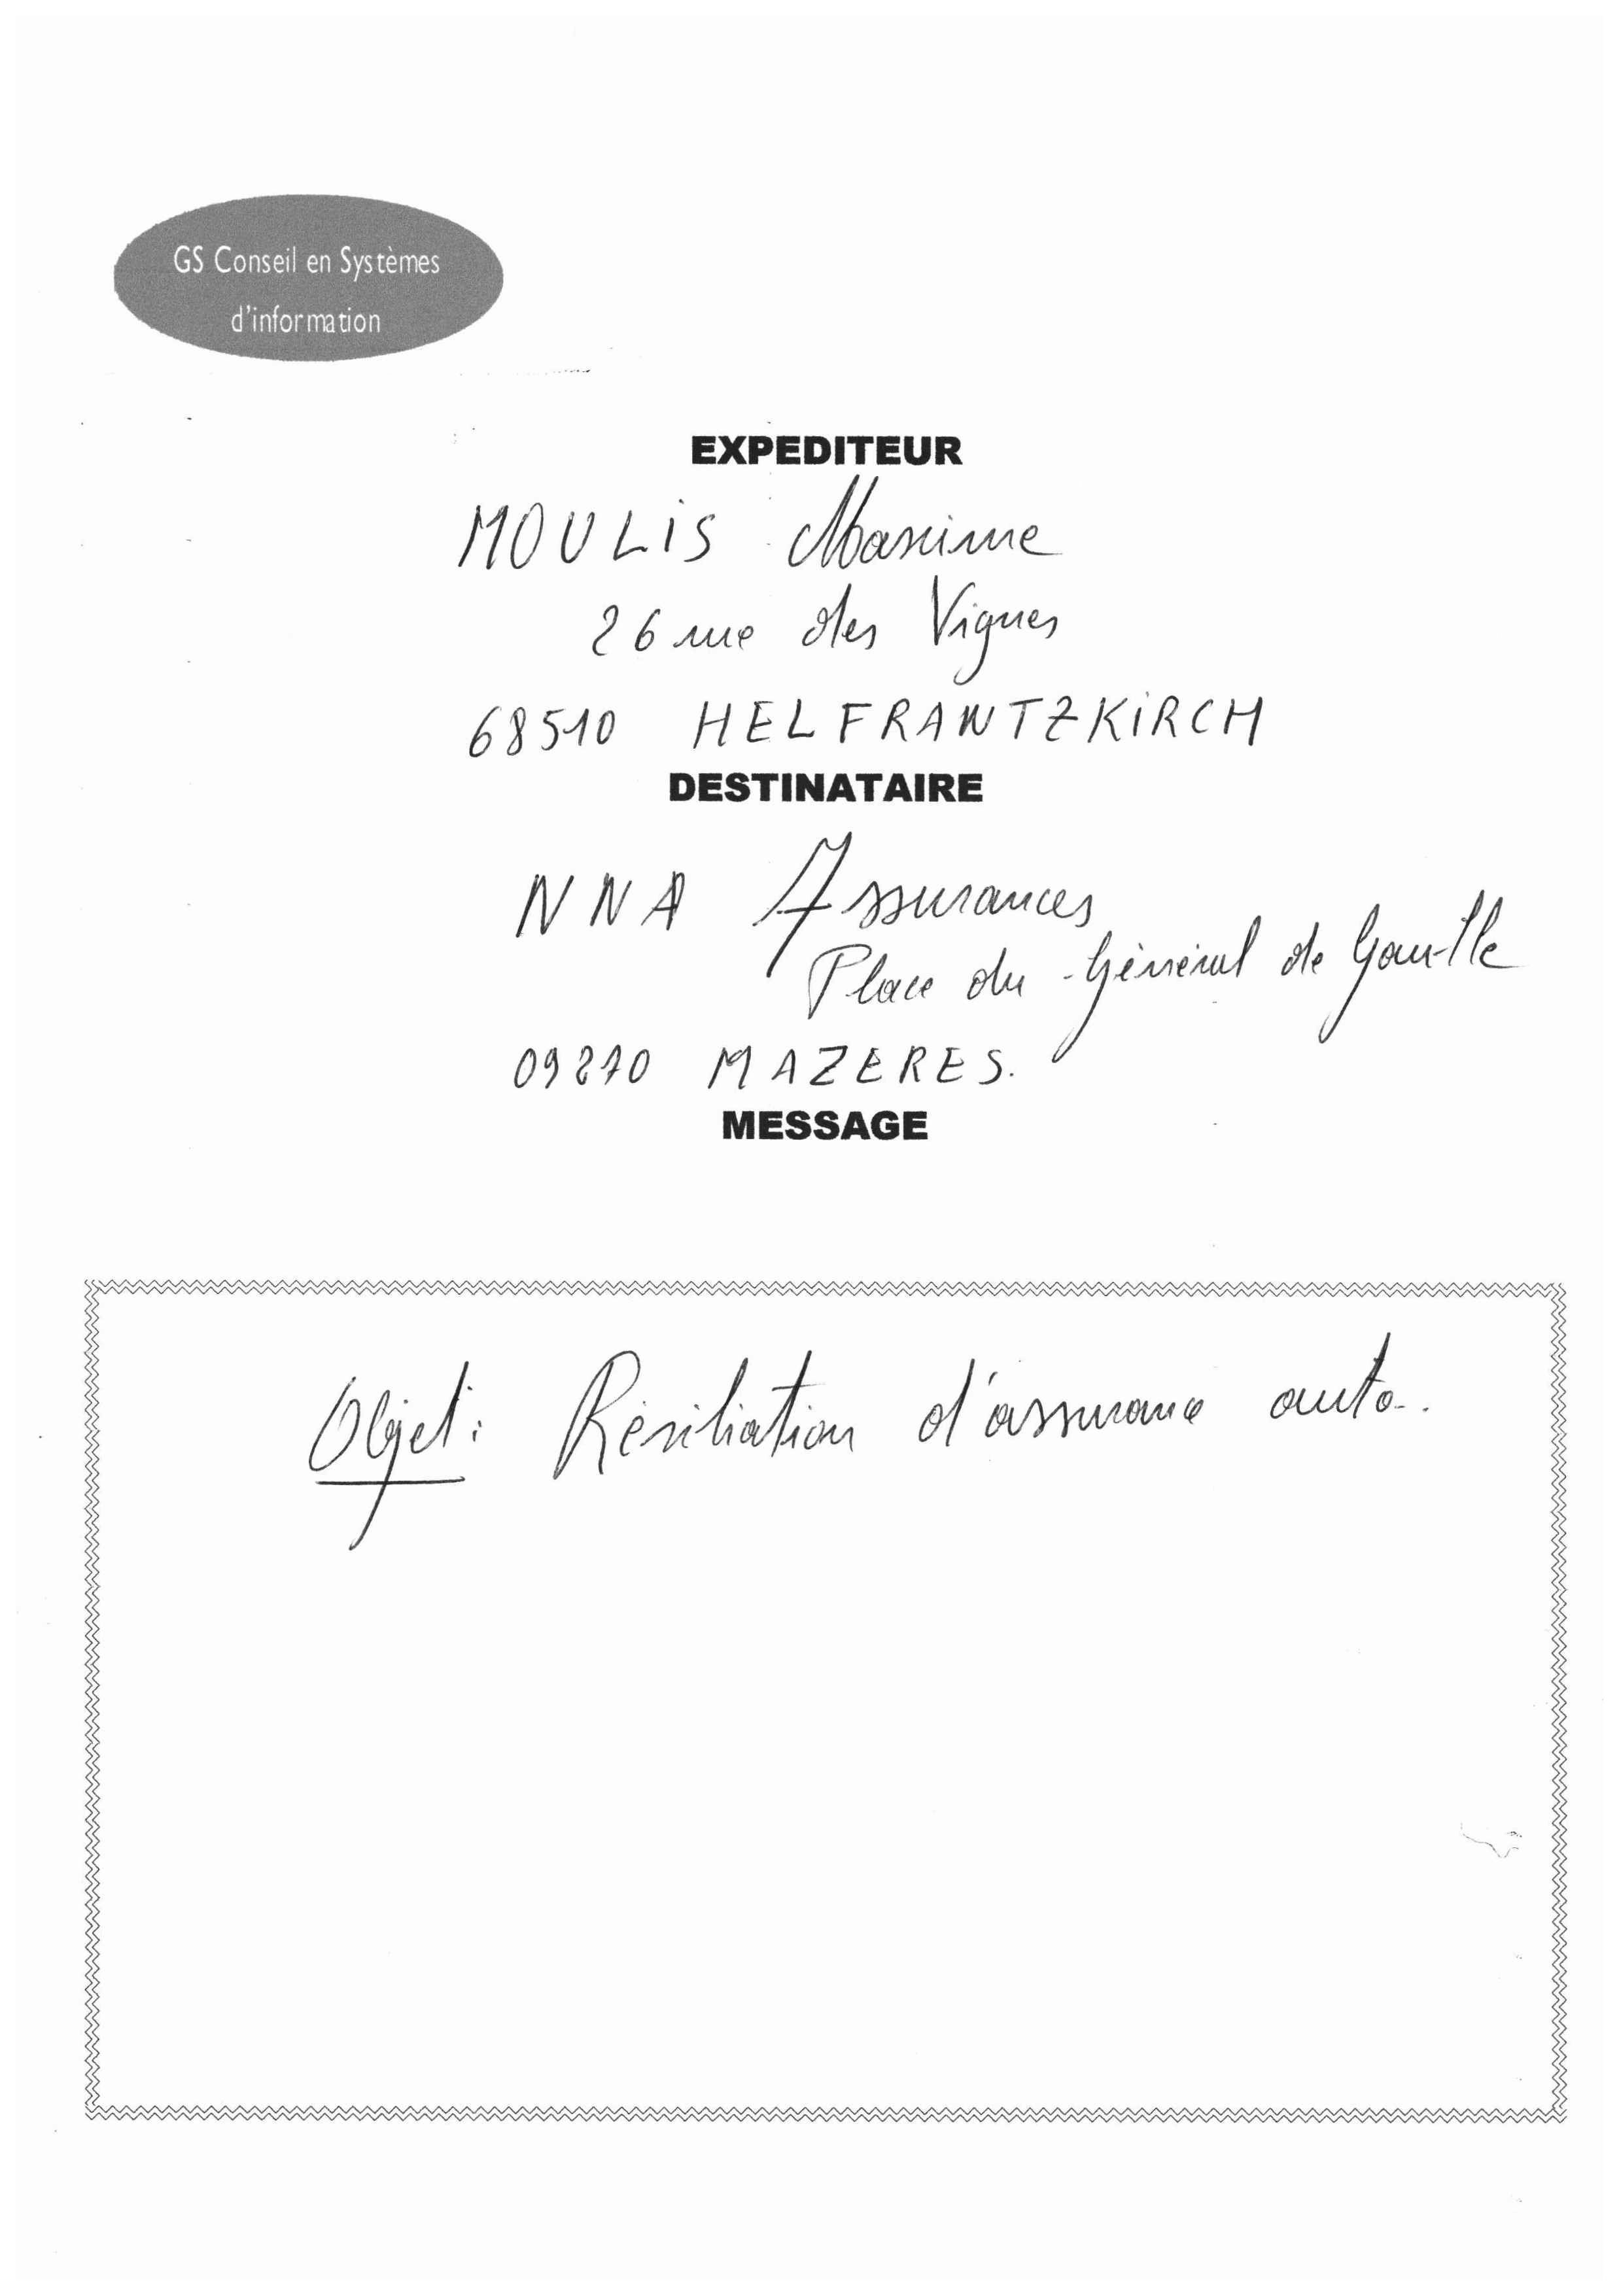 GS Conseil en Systèmes
d'information
EXPEDITEUR
MOULIS Maxime
26 rue des Vignes
68510 HELFRANTZKIRCH
DESTINATAIRE
NNA Assurances
Place du Général de Gaulle
09270 MAZERES.
MESSAGE
Objet : Résiliation d'assurance auto.